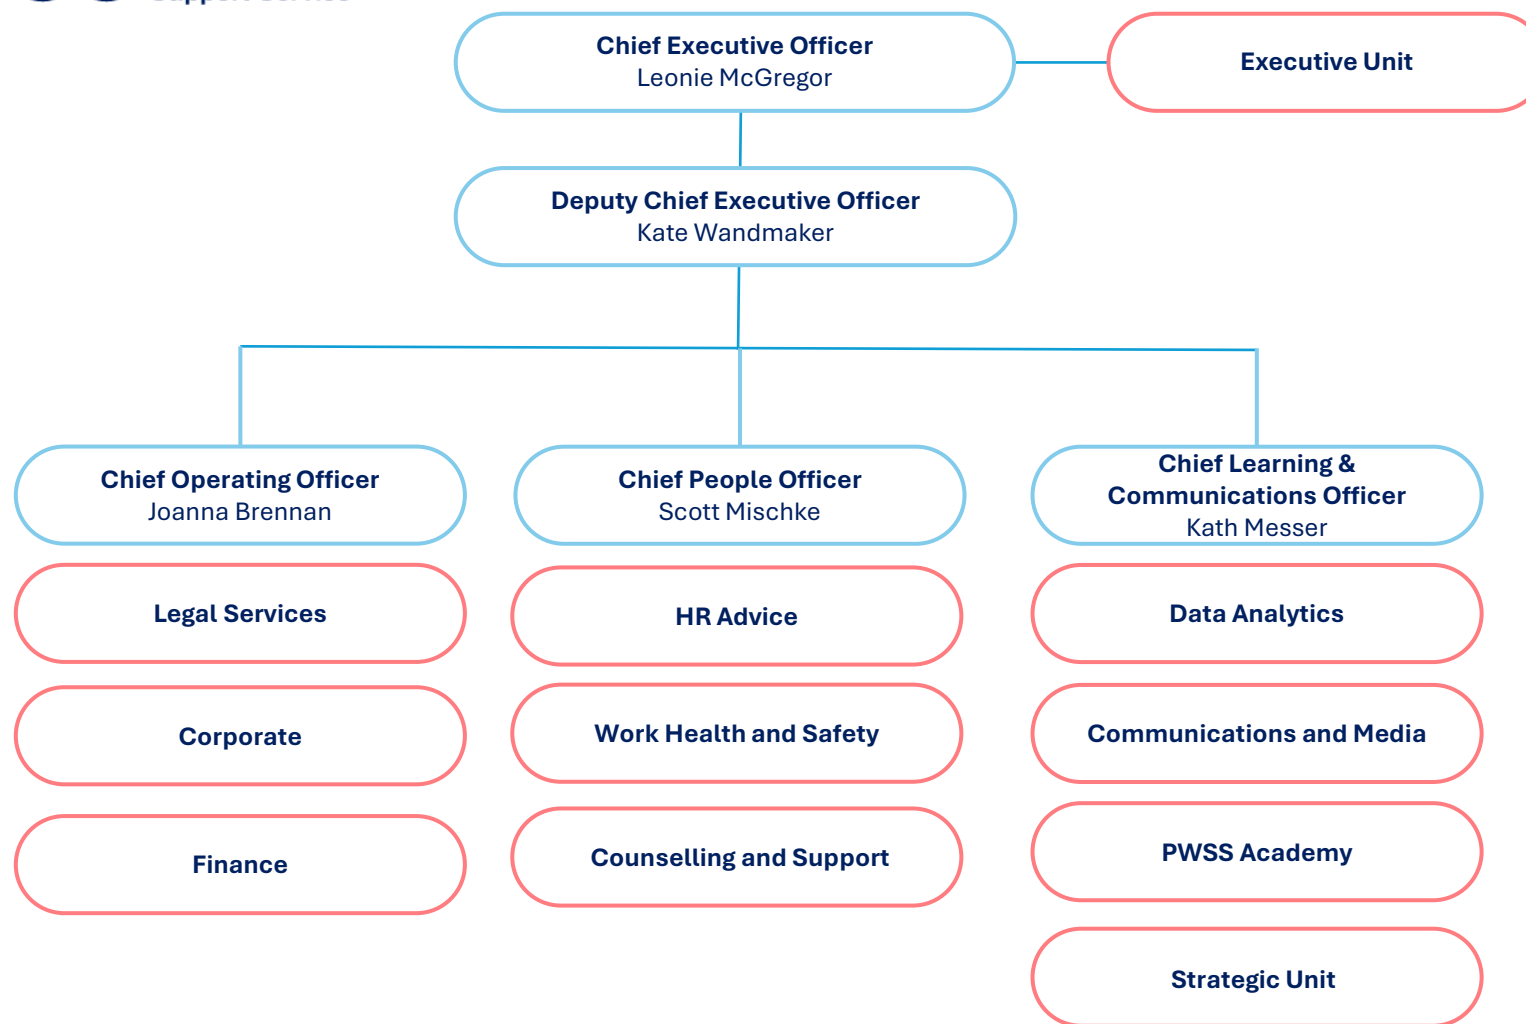 Support Service
Chief Executive Officer
Leonie McGregor
Executive Unit
Deputy Chief Executive Officer
Kate Wandmaker
Chief Operating Officer
Joanna Brennan
Chief People Officer
Scott Mischke
Chief Learning &
Communications Officer
Kath Messer
Legal Services
HR Advice
Data Analytics
Corporate
Work Health and Safety
Communications and Media
Finance
Counselling and Support
PWSS Academy
Strategic Unit